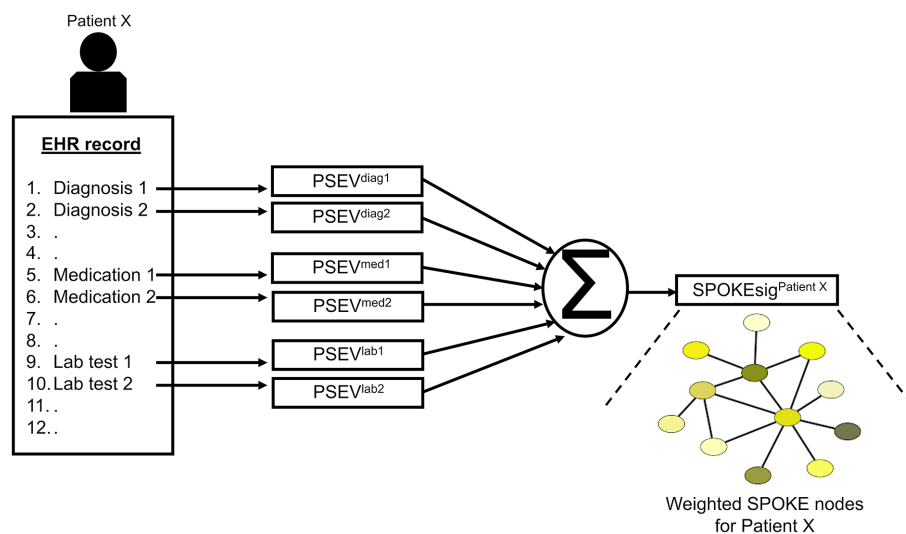 Patient X
EHR record
1. Diagnosis 1
2. Diagnosis 2
3. .
4. .
5. Medication 1
6. Medication 2
7. .
8. .
9. Lab test 1
10. Lab test 2
11. .
12. .
PSEVdiag1
PSEVdiag2
PSEVmed1
PSEVmed2
PSEVlab1
PSEVlab2
Σ
SPOKEsigPatient X
Weighted SPOKE nodes
for Patient X